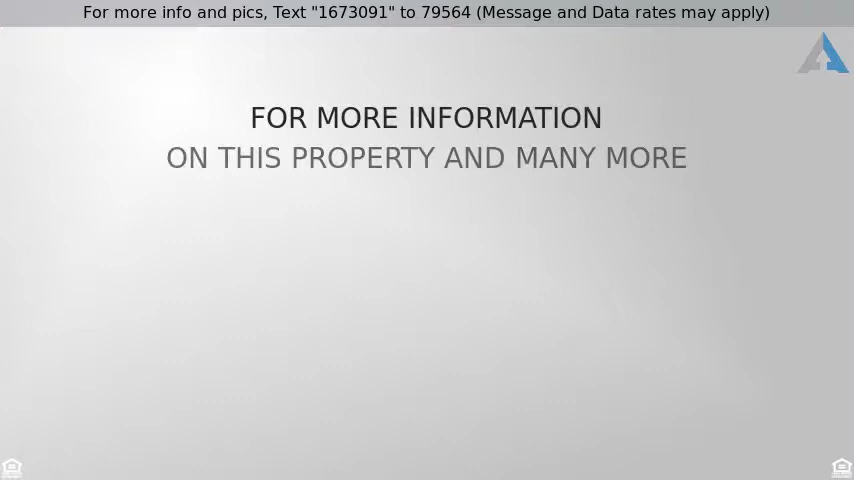 For more info and pics, Text "1673091" to 79564 (Message and Data rates may apply)
FOR MORE INFORMATION
ON THIS PROPERTY AND MANY MORE